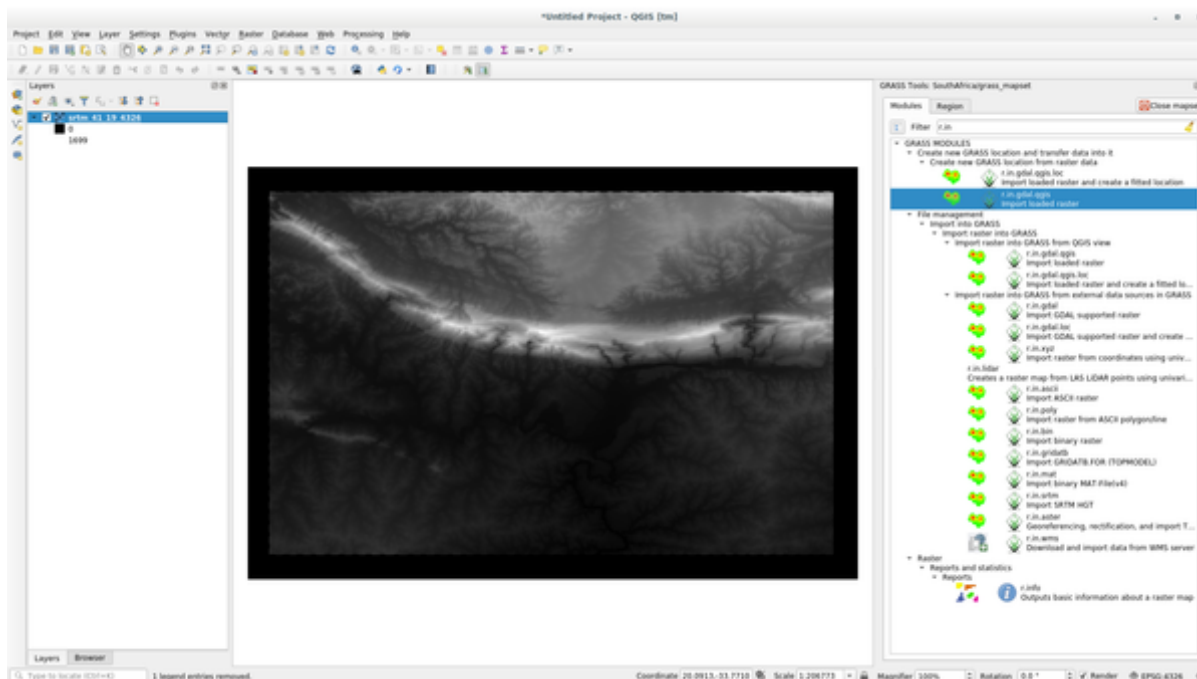 *Untitled Project - QGIS [tm]
Project Edit View Layer Settings Plugins Vector Raster Database Web Processing Help
Layers
srtm_41_19_4326
0
1699
Layers Browser
Type to locate (Ctrl+K)
1 legend entries removed.
Coordinate 20.0913,-33.7710
Scale 1:206773
Magnifier 100%
Rotation 0.0 °
Render
EPSG:4326
GRASS Tools: SouthAfrica/grass_mapset
Modules Region
Close mapse
Filter r.in
GRASS MODULES
Create new GRASS location and transfer data into it
Create new GRASS location from raster data
r.in.gdal.qgis.loc
Import loaded raster and create a fitted location
r.in.gdal.qgis
Import loaded raster
File management
Import into GRASS
Import raster into GRASS
Import raster into GRASS from QGIS view
r.in.gdal.qgis
Import loaded raster
r.in.gdal.qgis.loc
Import loaded raster and create a fitted lo...
Import raster into GRASS from external data sources in GRASS
r.in.gdal
Import GDAL supported raster
r.in.gdal.loc
Import GDAL supported raster and create ...
r.in.xyz
Import raster from coordinates using univ...
r.in.lidar
Creates a raster map from LAS LiDAR points using univari...
r.in.ascii
Import ASCII raster
r.in.poly
Import raster from ASCII polygon/line
r.in.bin
Import binary raster
r.in.gridatb
Import GRIDATB.FOR (TOPMODEL)
r.in.mat
Import binary MAT-File(v4)
r.in.srtm
Import SRTM HGT
r.in.aster
Georeferencing, rectification, and import T...
r.in.wms
Download and import data from WMS server
Raster
Reports and statistics
Reports
r.info
Outputs basic information about a raster map